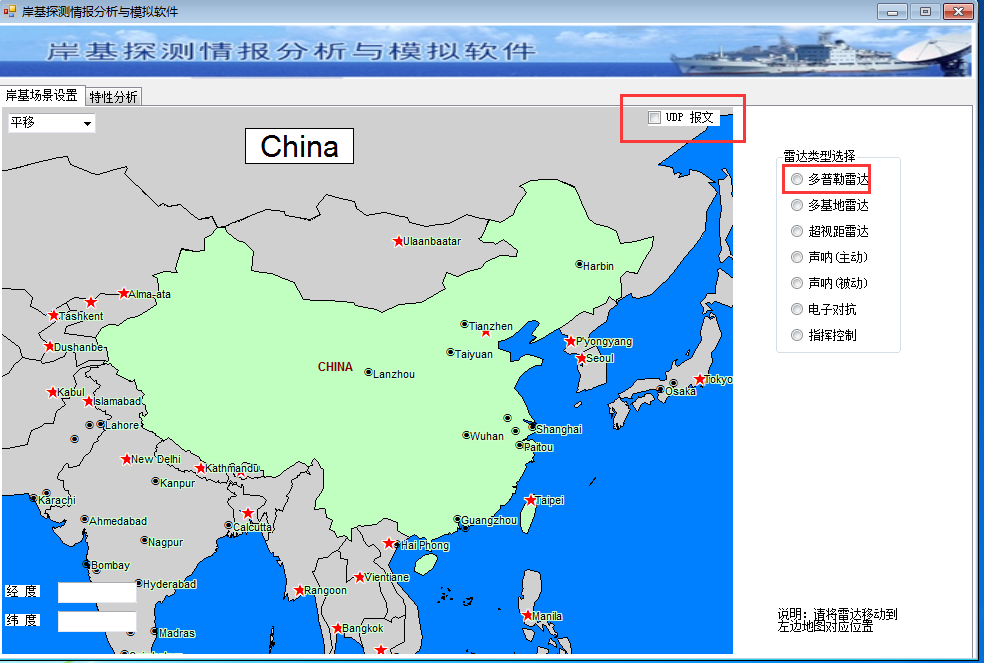 岸基探测情报分析与模拟软件
岸基探测情报分析与模拟软件
岸基场景设置 特性分析
平移
UDP 报文
China
雷达类型选择
多普勒雷达
多基地雷达
超视距雷达
声呐(主动)
声呐(被动)
电子对抗
指挥控制
Ulaanbaatar
Harbin
Alma-ata
Tashkent
Tianzhen
Pyongyang
Dushanbe
Taiyuan
Seoul
CHINA
Lanzhou
Tokyo
Osaka
Kabul
Islamabad
Lahore
Shanghai
Wuhan
Paitou
New Delhi
Kathmandu
Kanpur
Karachi
Taipei
Ahmedabad
Guangzhou
Calcutta
Nagpur
Hai Phong
Bombay
Vientiane
Hyderabad
Rangoon
经 度
纬 度
Manila
Madras
Bangkok
说明：请将雷达移动到
左边地图对应位置